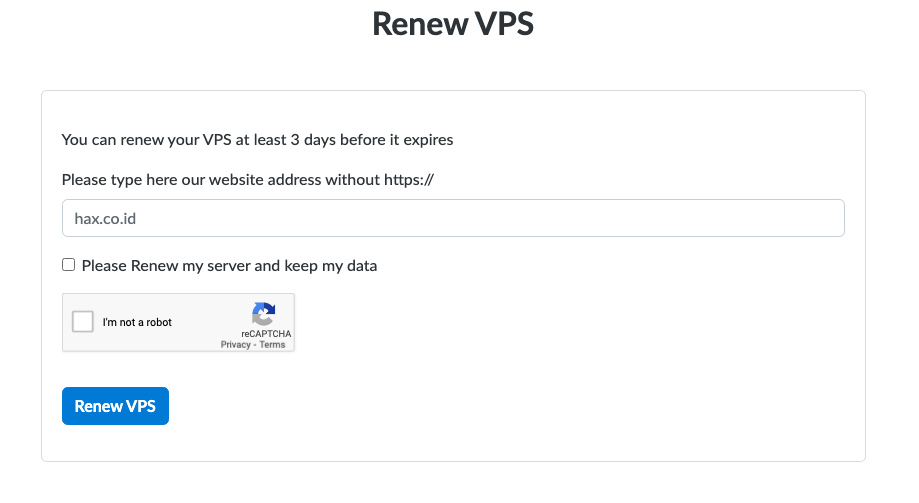 Renew VPS
You can renew your VPS at least 3 days before it expires
Please type here our website address without https://
hax.co.id
Please Renew my server and keep my data
I'm not a robot
reCAPTCHA
Privacy - Terms
Renew VPS